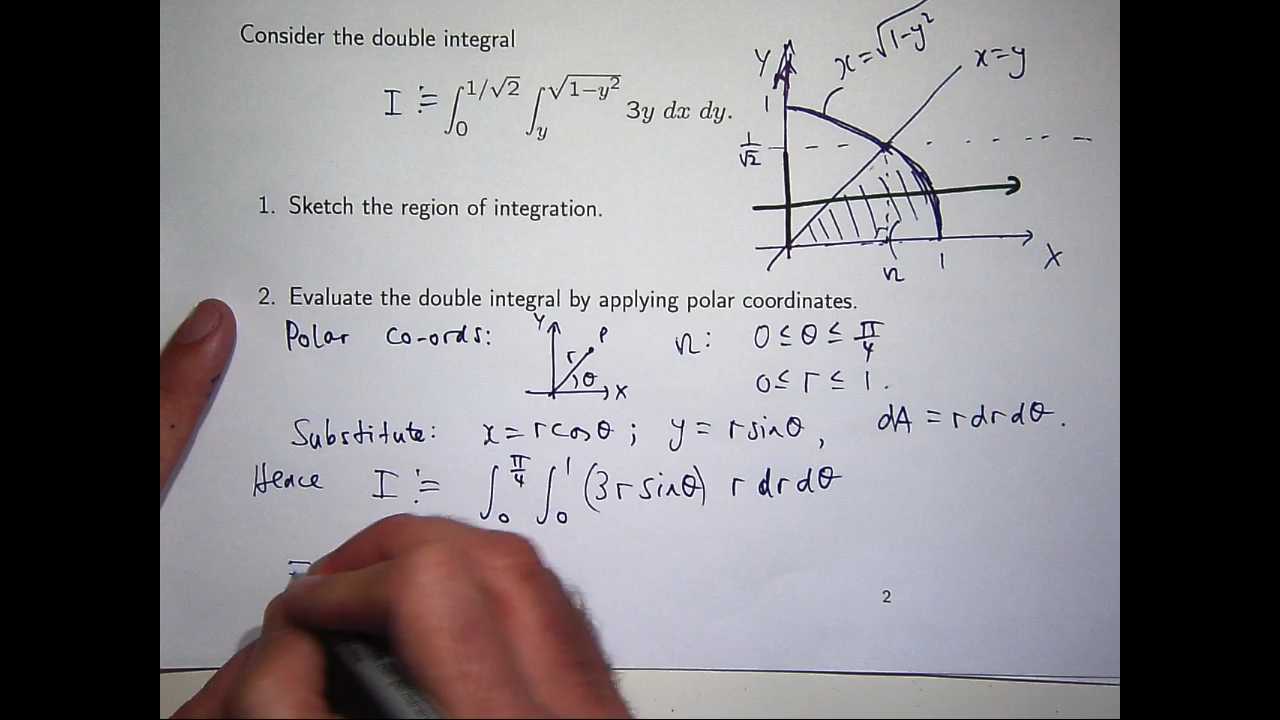 Consider the double integral
I := ∫_0^{1/√2} ∫_y^{√(1−y²)} 3y dx dy.
Y
x=√(1-y²)
x=y
1
1/√2
Ω
1
X
1. Sketch the region of integration.
2. Evaluate the double integral by applying polar coordinates.
Polar co-ords:
Y
P
r
θ
X
Ω: 0 ≤ θ ≤ π/4
0 ≤ r ≤ 1.
Substitute: x = r cos θ ; y = r sin θ , dA = r dr dθ.
Hence I := ∫_0^{π/4} ∫_0^1 (3r sin θ) r dr dθ
2